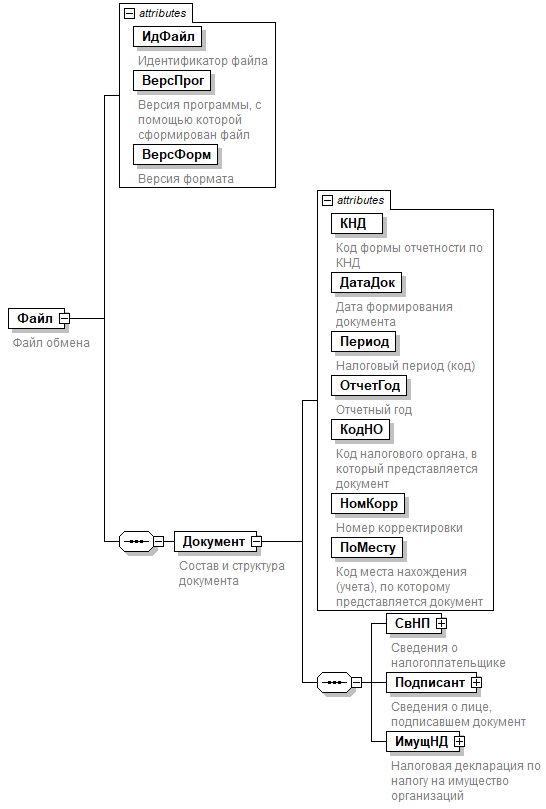 attributes
ИдФайл
Идентификатор файла
ВерсПрог
Версия программы, с
помощью которой
сформирован файл
ВерсФорм
Версия формата
Файл
Файл обмена
attributes
КНД
Код формы отчетности по
КНД
ДатаДок
Дата формирования
документа
Период
Налоговый период (код)
ОтчетГод
Отчетный год
КодНО
Код налогового органа, в
который представляется
документ
НомКорр
Номер корректировки
ПоМесту
Код места нахождения
(учета), по которому
представляется документ
Документ
Состав и структура
документа
СвНП
Сведения о
налогоплательщике
Подписант
Сведения о лице,
подписавшем документ
ИмущНД
Налоговая декларация по
налогу на имущество
организаций